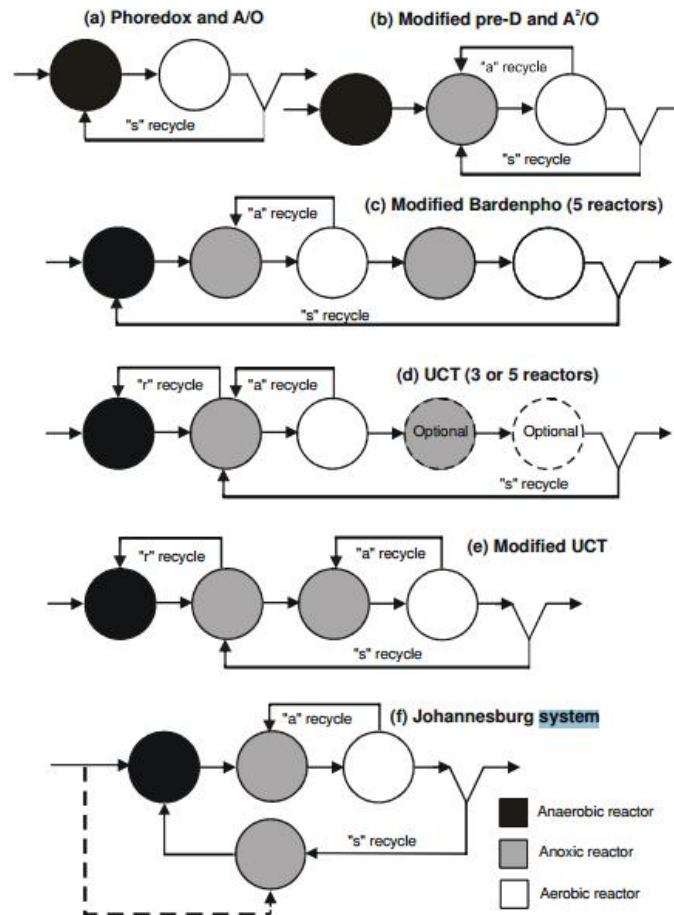 (a) Phoredox and A/O
"s" recycle
(b) Modified pre-D and A²/O
"a" recycle
"s" recycle
(c) Modified Bardenpho (5 reactors)
"a" recycle
"s" recycle
(d) UCT (3 or 5 reactors)
"r" recycle
"a" recycle
Optional
Optional
"s" recycle
(e) Modified UCT
"r" recycle
"a" recycle
"s" recycle
(f) Johannesburg system
"a" recycle
"s" recycle
Anaerobic reactor
Anoxic reactor
Aerobic reactor